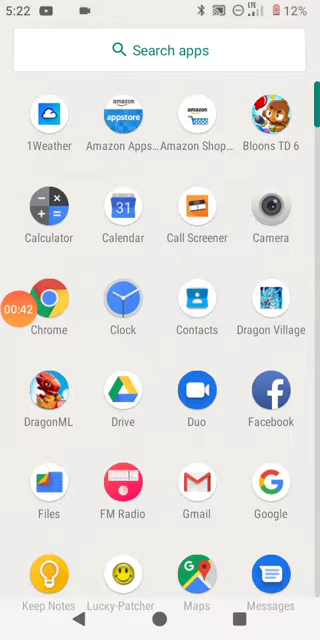 5:22 LTE 12%
Search apps
amazon
appstore
amazon
1Weather Amazon Apps... Amazon Shop... Bloons TD 6
31
Calculator Calendar Call Screener Camera
00:42
Chrome Clock Contacts Dragon Village
DragonML Drive Duo Facebook
Files FM Radio Gmail Google
Keep Notes Lucky-Patcher Maps Messages